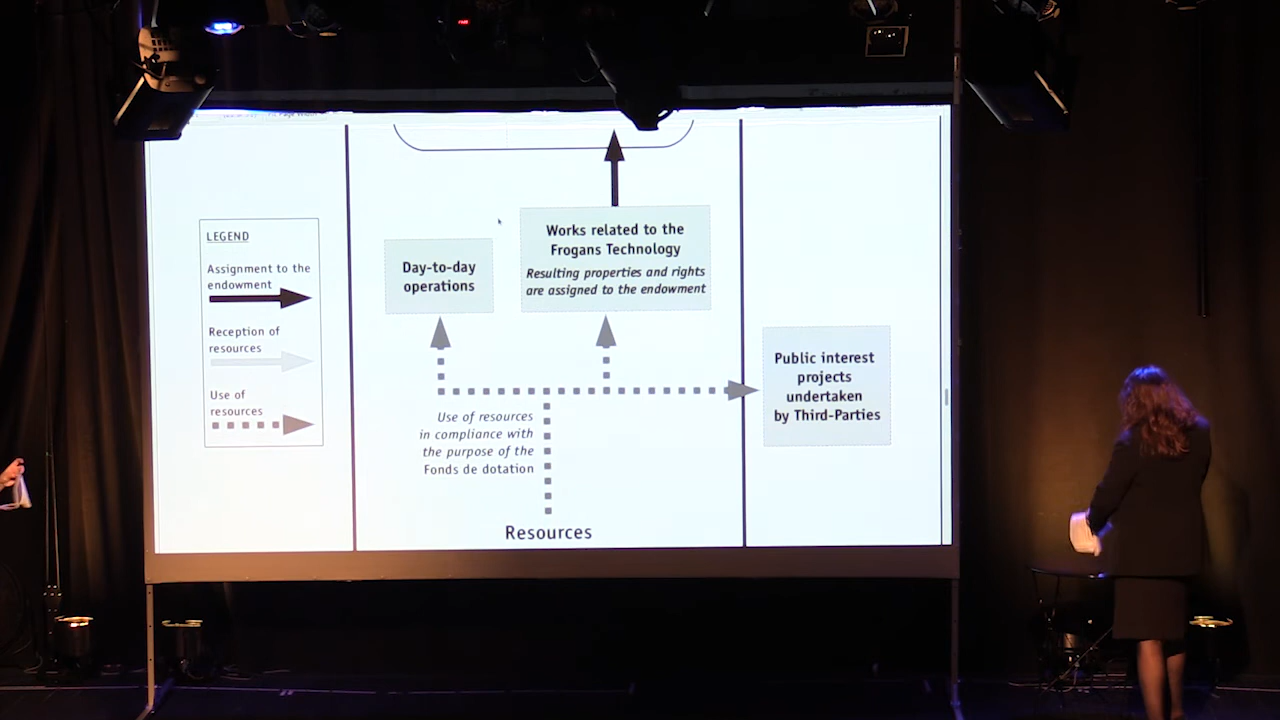 Page Width
LEGEND
Assignment to the
endowment
Reception of
resources
Use of
resources
Day-to-day
operations
Works related to the
Frogans Technology
Resulting properties and rights
are assigned to the endowment
Public interest
projects
undertaken
by Third-Parties
Use of resources
in compliance with
the purpose of the
Fonds de dotation
Resources